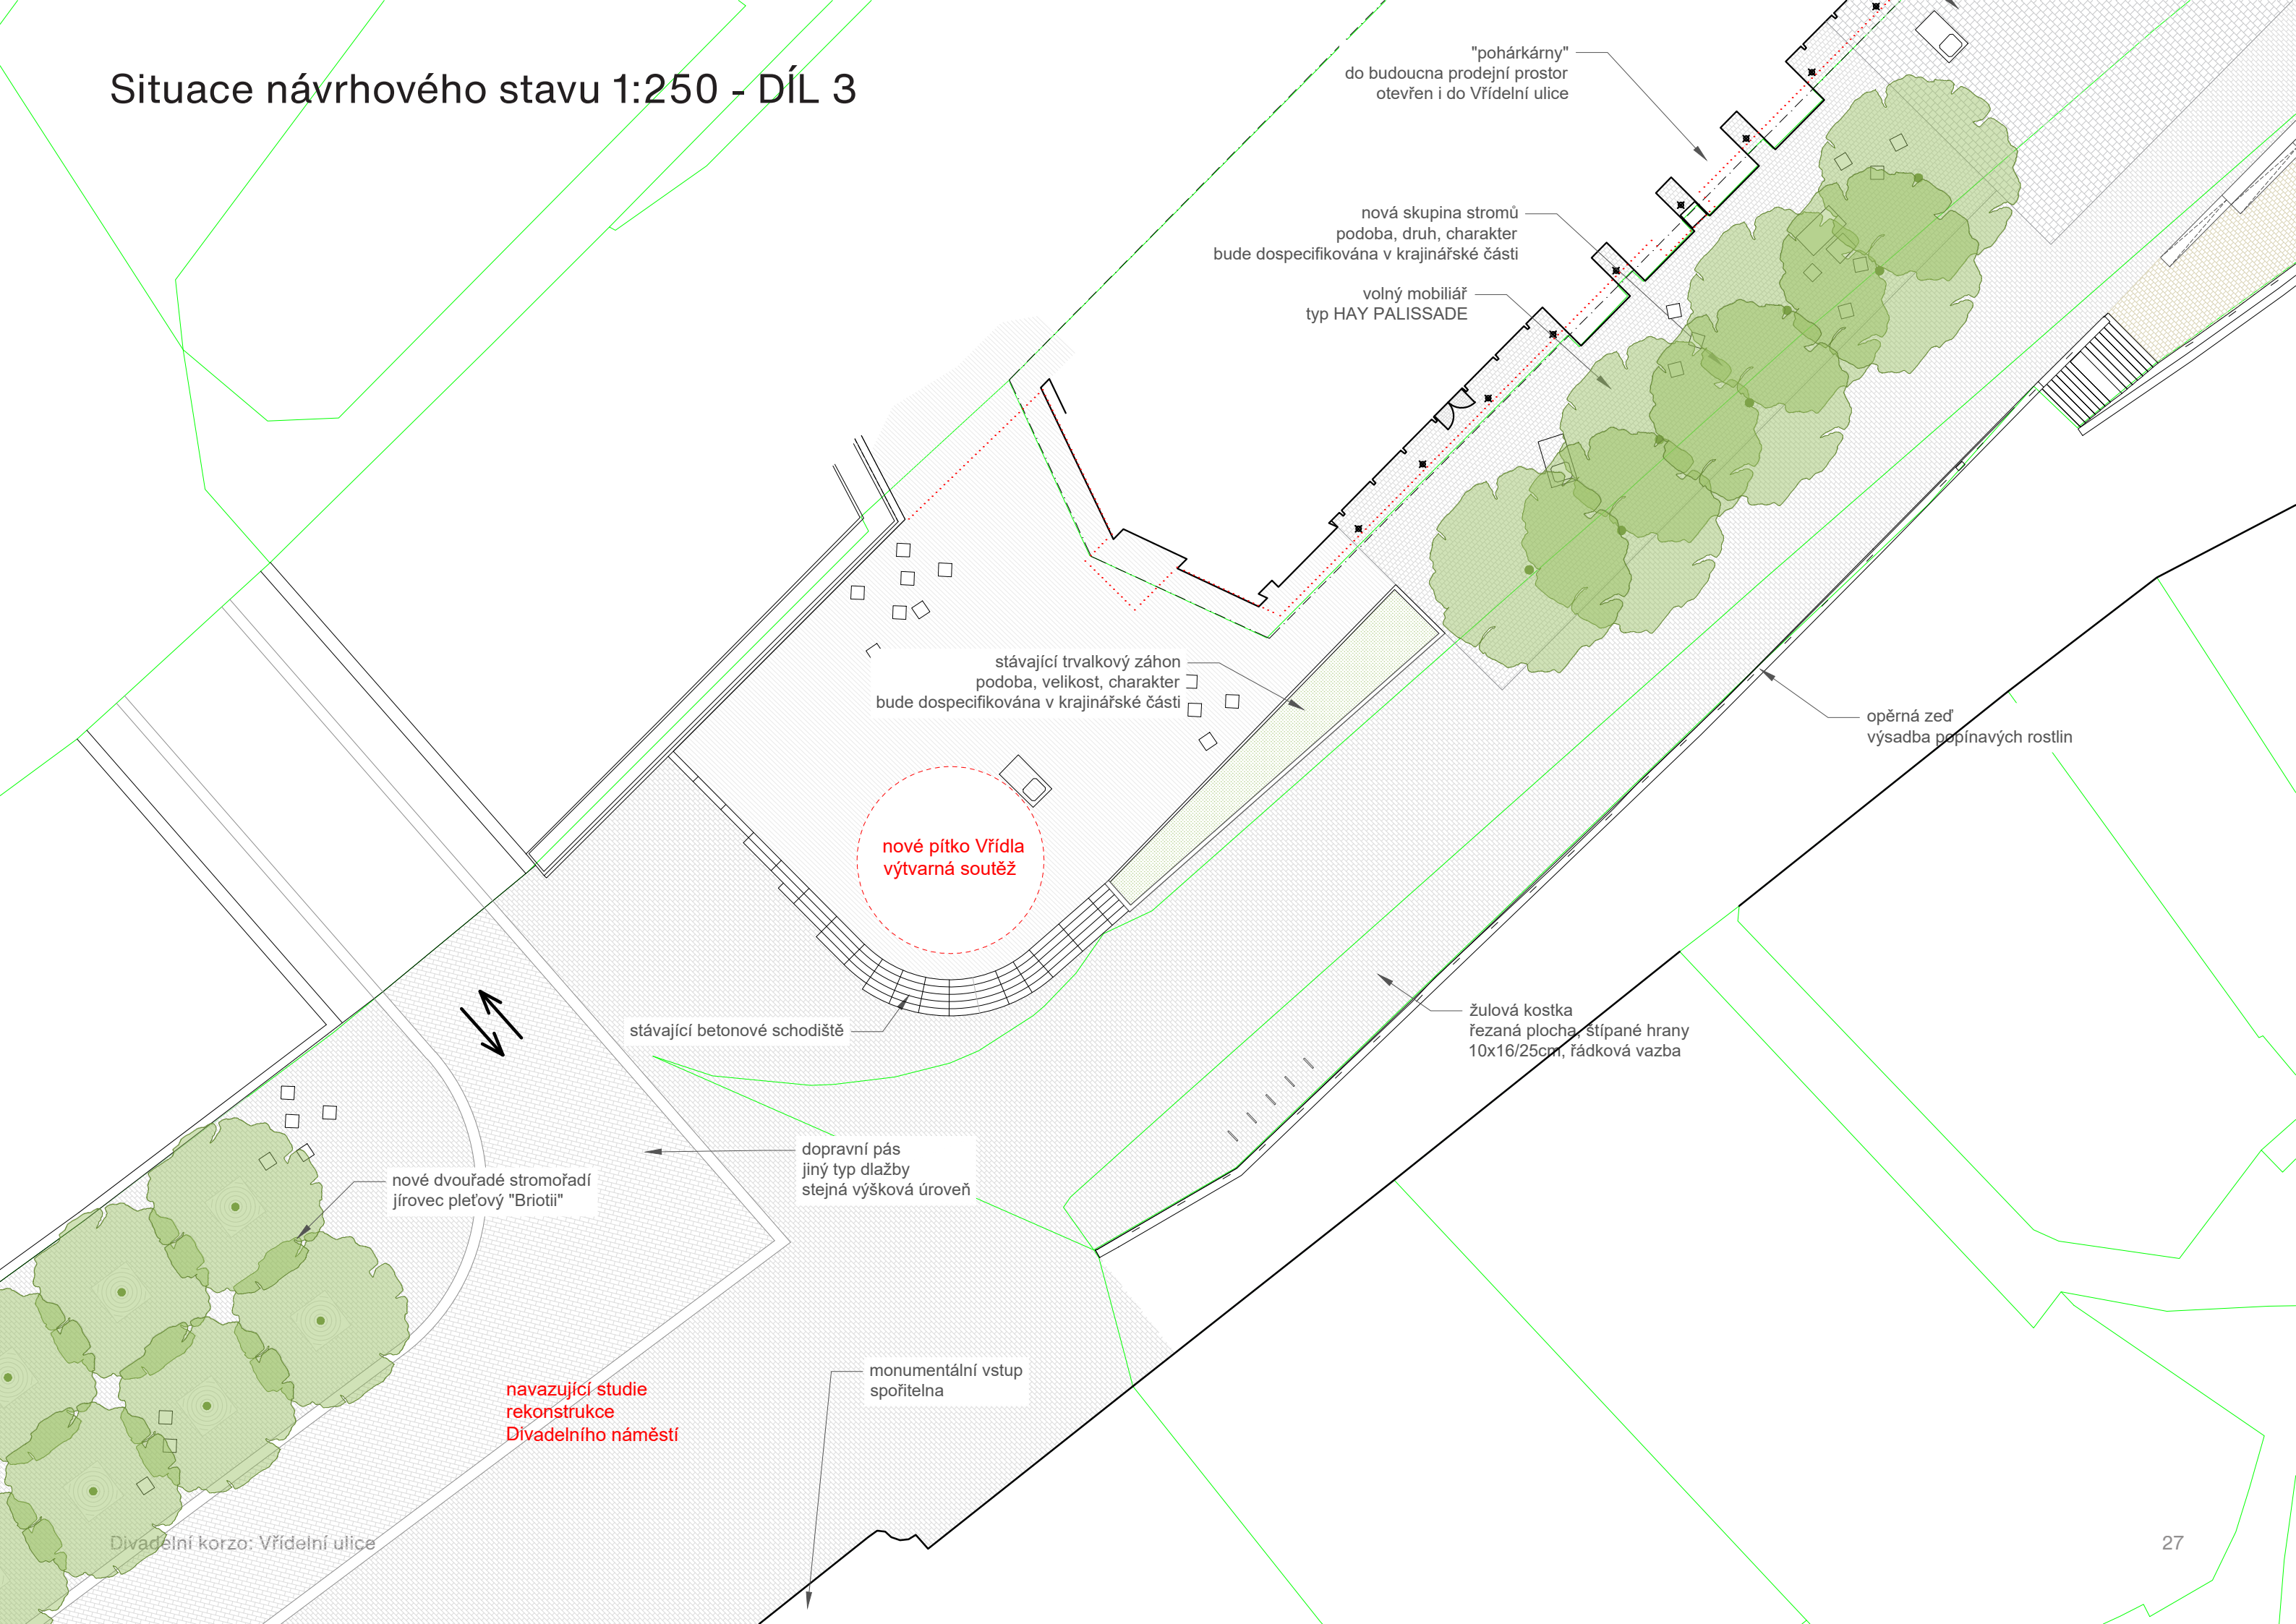 Situace návrhového stavu 1:250 - DÍL 3
"pohárkárny"
do budoucna prodejní prostor
otevřen i do Vřídelní ulice
nová skupina stromů
podoba, druh, charakter
bude dospecifikována v krajinářské části
volný mobiliář
typ HAY PALISSADE
stávající trvalkový záhon
podoba, velikost, charakter
bude dospecifikována v krajinářské části
opěrná zeď
výsadba popínavých rostlin
nové pítko Vřídla
výtvarná soutěž
stávající betonové schodiště
žulová kostka
řezaná plocha, štípané hrany
10x16/25cm, řádková vazba
dopravní pás
jiný typ dlažby
stejná výšková úroveň
nové dvouřadé stromořadí
jírovec pleťový "Briotii"
monumentální vstup
spořitelna
navazující studie
rekonstrukce
Divadelního náměstí
Divadelní korzo: Vřídelní ulice
27